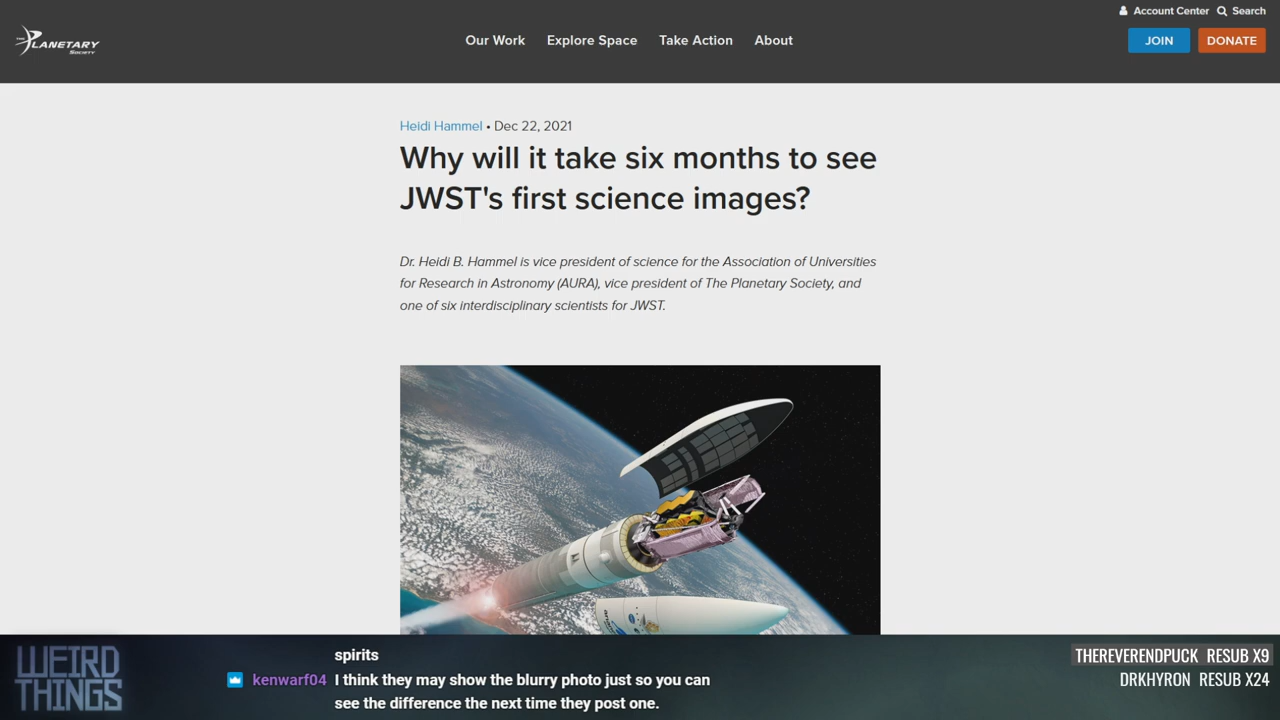 Account Center
Search
THE PLANETARY SOCIETY
Our Work
Explore Space
Take Action
About
JOIN
DONATE
Heidi Hammel • Dec 22, 2021
Why will it take six months to see
JWST's first science images?
Dr. Heidi B. Hammel is vice president of science for the Association of Universities
for Research in Astronomy (AURA), vice president of The Planetary Society, and
one of six interdisciplinary scientists for JWST.
WEIRD
THINGS
spirits
kenwarf04 I think they may show the blurry photo just so you can
see the difference the next time they post one.
THEREVERENDPUCK RESUB X9
DRKHYRON RESUB X24